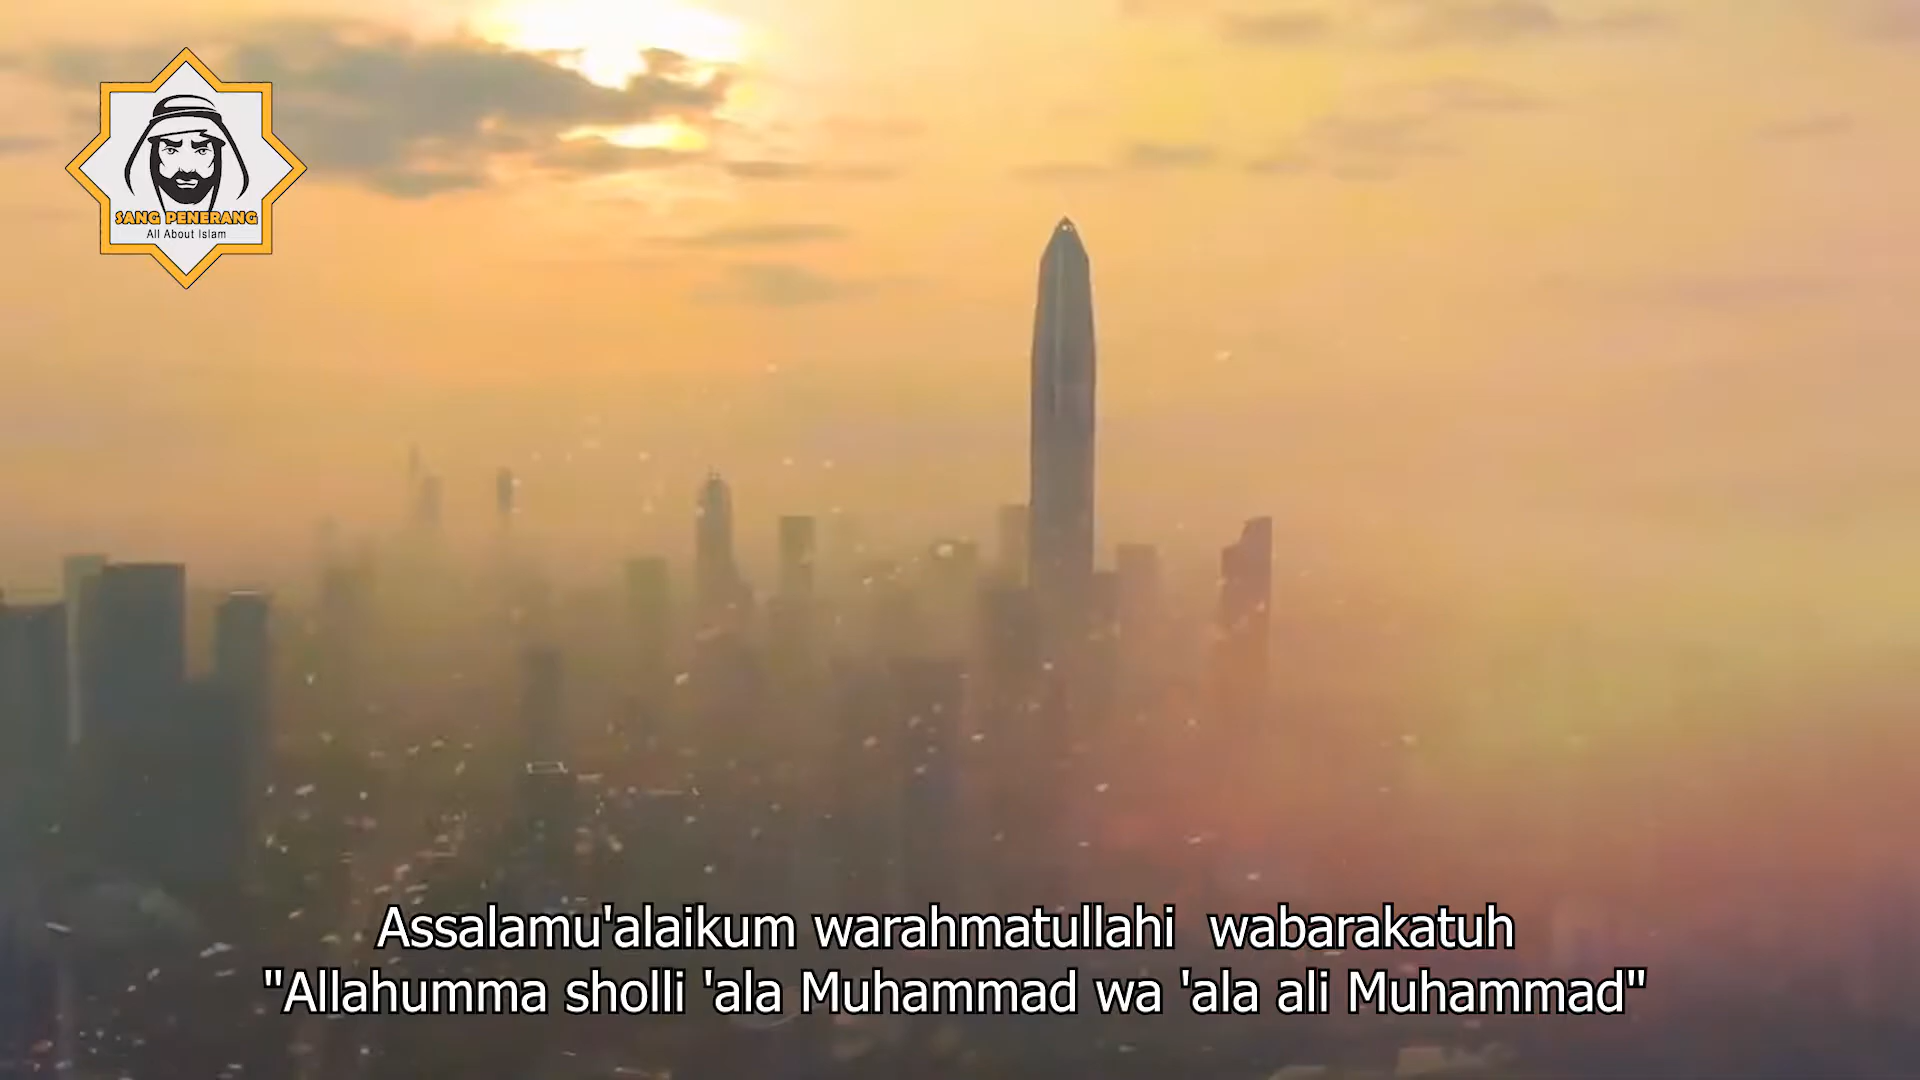 SANG PENERANG
All About Islam
Assalamu'alaikum warahmatullahi  wabarakatuh
"Allahumma sholli 'ala Muhammad wa 'ala ali Muhammad"